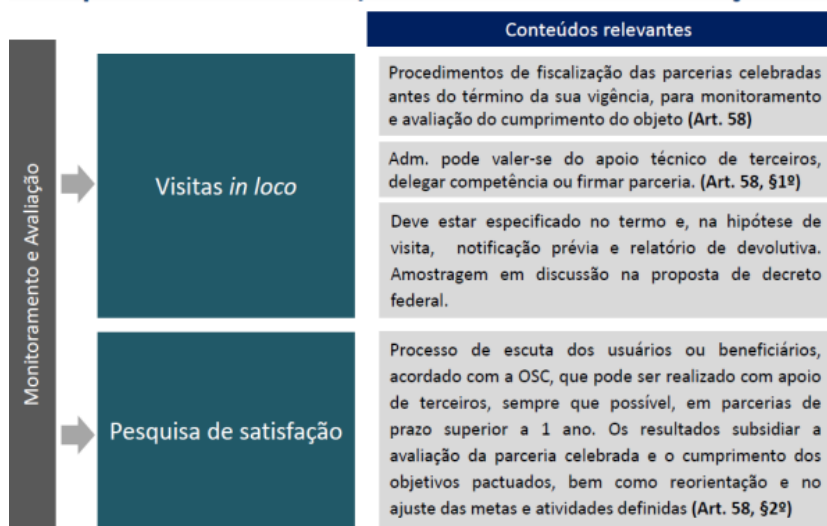 Conteúdos relevantes
Monitoramento e Avaliação
Visitas in loco
Procedimentos de fiscalização das parcerias celebradas
antes do término da sua vigência, para monitoramento
e avaliação do cumprimento do objeto (Art. 58)
Adm. pode valer-se do apoio técnico de terceiros,
delegar competência ou firmar parceria. (Art. 58, §1º)
Deve estar especificado no termo e, na hipótese de
visita, notificação prévia e relatório de devolutiva.
Amostragem em discussão na proposta de decreto
federal.
Pesquisa de satisfação
Processo de escuta dos usuários ou beneficiários,
acordado com a OSC, que pode ser realizado com apoio
de terceiros, sempre que possível, em parcerias de
prazo superior a 1 ano. Os resultados subsidiar a
avaliação da parceria celebrada e o cumprimento dos
objetivos pactuados, bem como reorientação e no
ajuste das metas e atividades definidas (Art. 58, §2º)